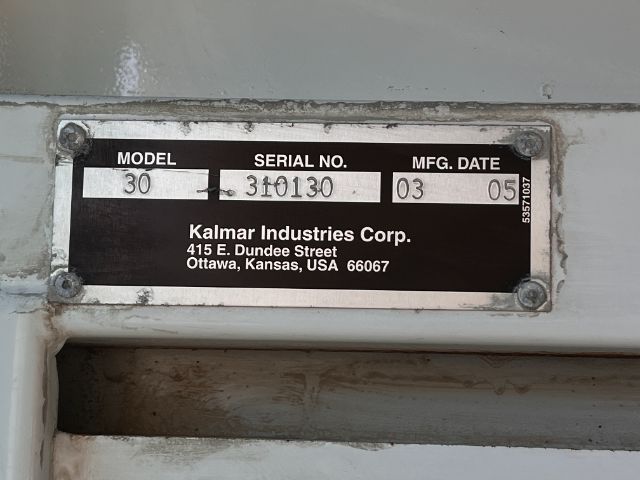 MODEL SERIAL NO. MFG. DATE
30 310130 03 05
53571037
Kalmar Industries Corp.
415 E. Dundee Street
Ottawa, Kansas, USA 66067